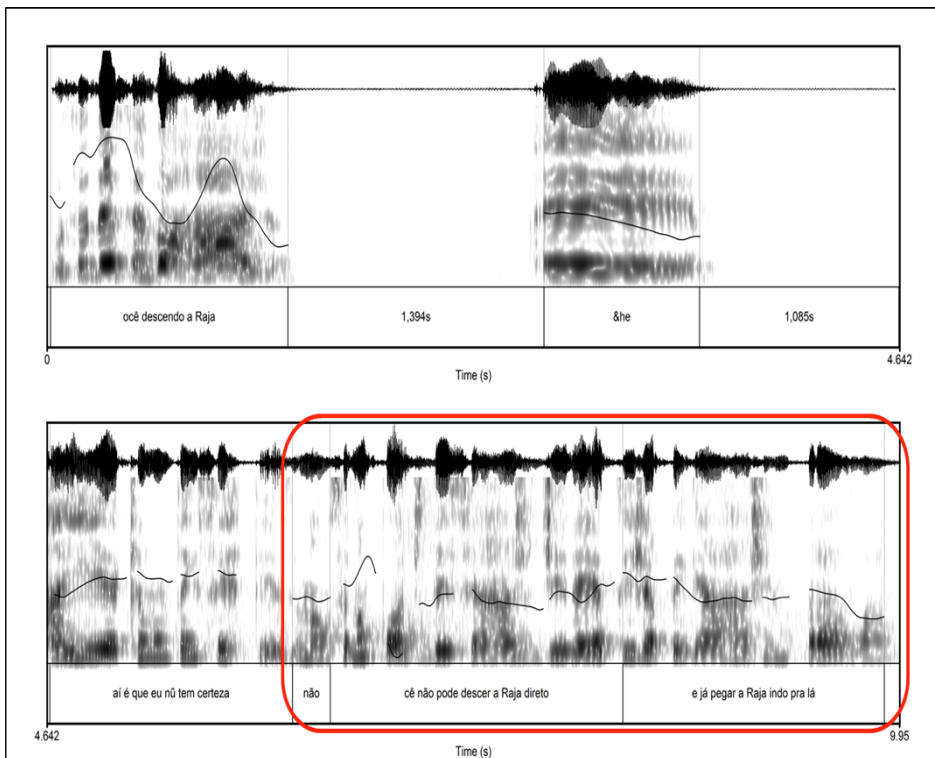 ocê descendo a Raja 1,394s &he 1,085s
0 4.642
Time (s)
aí é que eu nũ tem certeza não cê não pode descer a Raja direto e já pegar a Raja indo pra lá
4.642 9.95
Time (s)